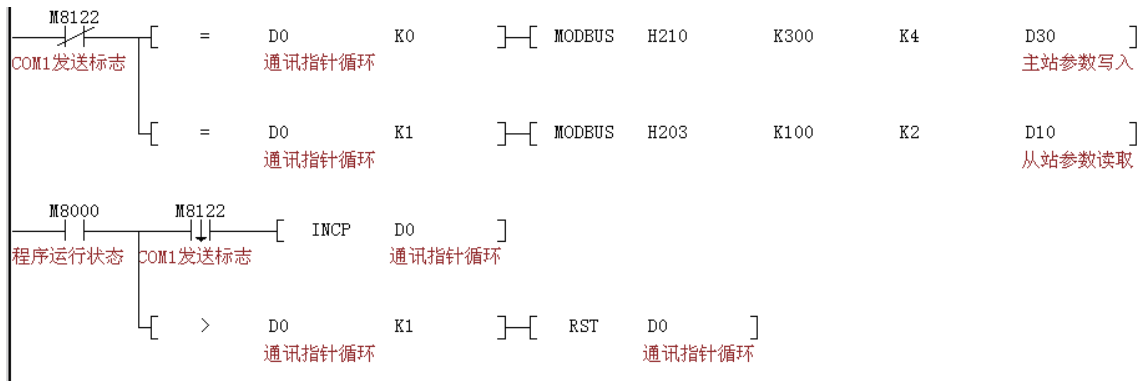 M8122
= D0 K0 MODBUS H210 K300 K4 D30
COM1发送标志 通讯指针循环 主站参数写入
= D0 K1 MODBUS H203 K100 K2 D10
通讯指针循环 从站参数读取
M8000 M8122
INCP D0
程序运行状态 COM1发送标志 通讯指针循环
> D0 K1 RST D0
通讯指针循环 通讯指针循环